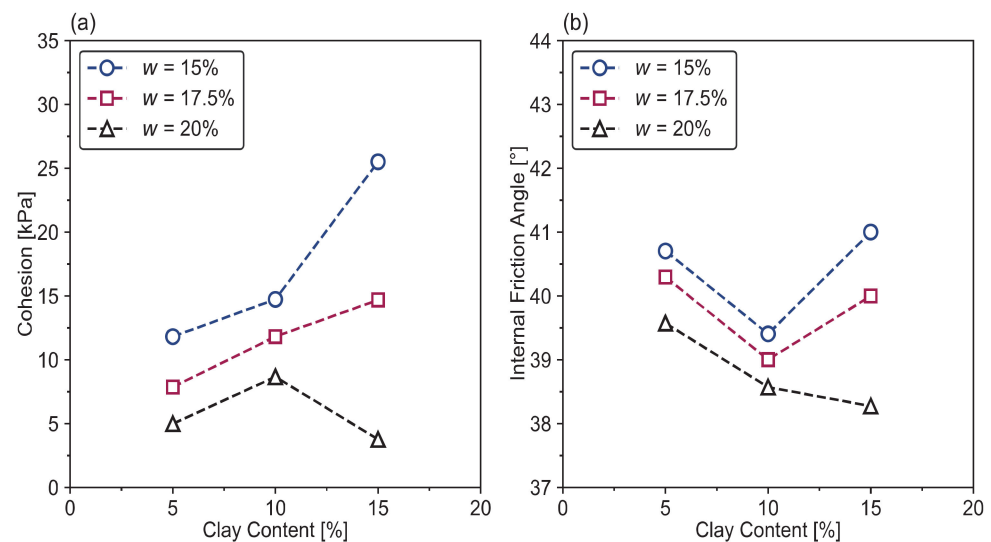 (a)
35
30
25
20
15
10
5
0
Cohesion [kPa]
w = 15%
w = 17.5%
w = 20%
0
5
10
15
20
Clay Content [%]
(b)
44
43
42
41
40
39
38
37
Internal Friction Angle [°]
w = 15%
w = 17.5%
w = 20%
0
5
10
15
20
Clay Content [%]